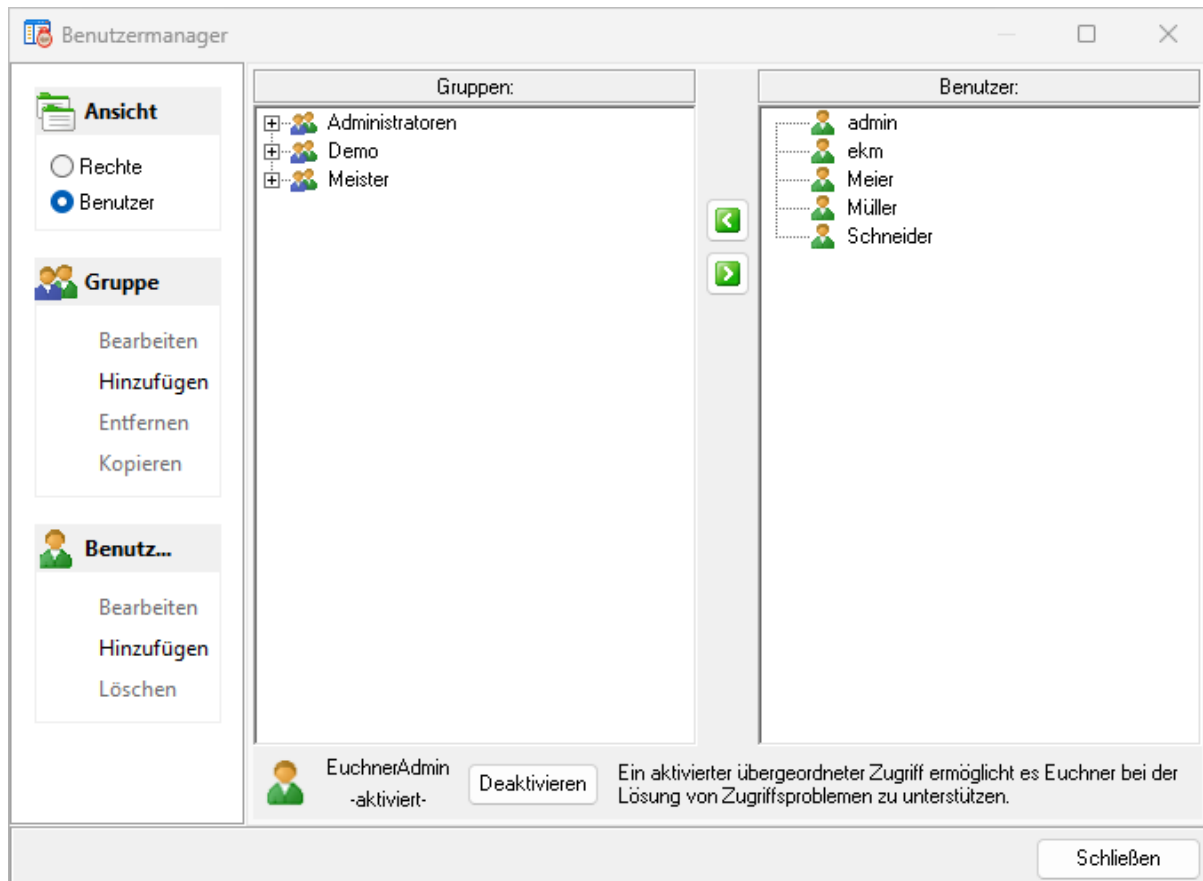 Benutzermanager
Ansicht
Rechte
Benutzer
Gruppe
Bearbeiten
Hinzufügen
Entfernen
Kopieren
Benutz...
Bearbeiten
Hinzufügen
Löschen
Gruppen:
Administratoren
Demo
Meister
Benutzer:
admin
ekm
Meier
Müller
Schneider
EuchnerAdmin
-aktiviert-
Deaktivieren
Ein aktivierter übergeordneter Zugriff ermöglicht es Euchner bei der
Lösung von Zugriffsproblemen zu unterstützen.
Schließen